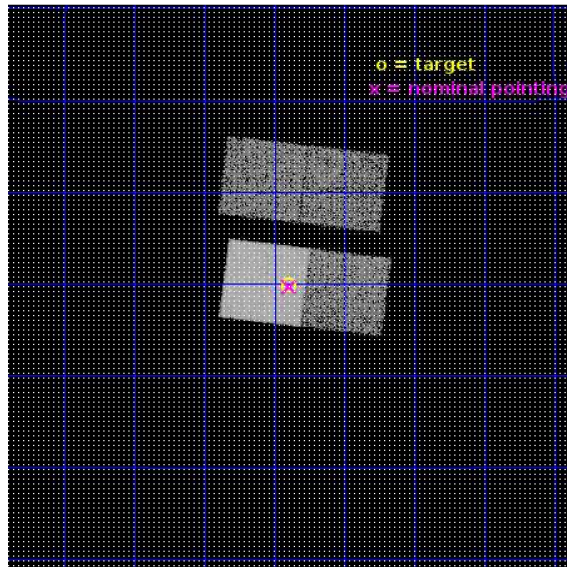 o = target
x = nominal pointing